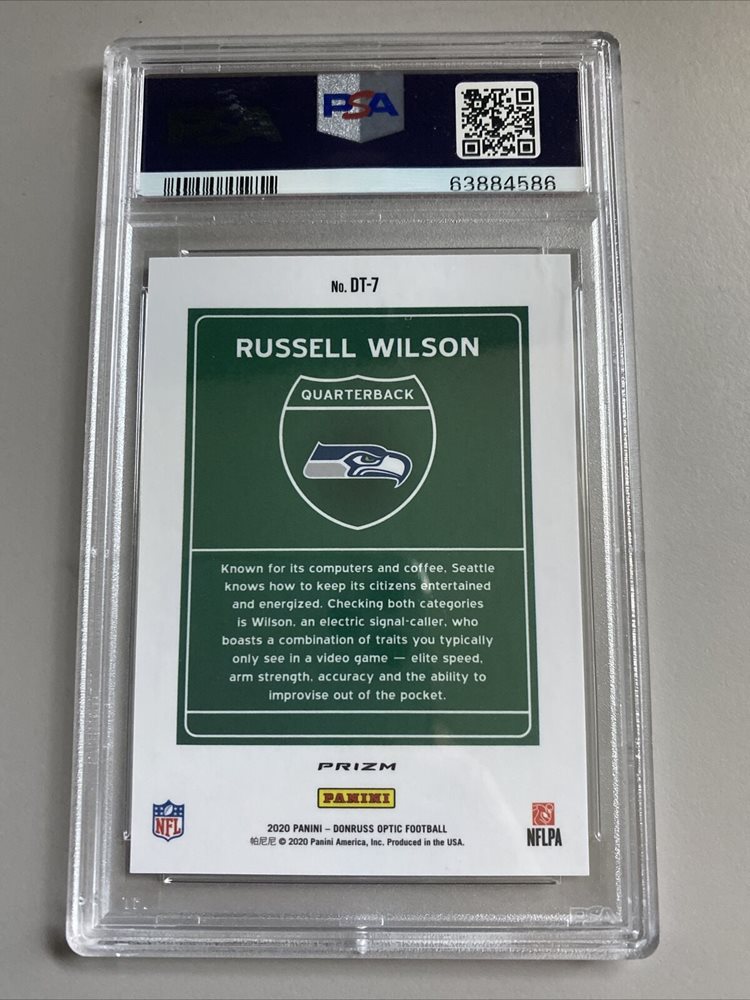 PSA
63884586
No. DT-7
RUSSELL WILSON
QUARTERBACK
Known for its computers and coffee, Seattle
knows how to keep its citizens entertained
and energized. Checking both categories
is Wilson, an electric signal-caller, who
boasts a combination of traits you typically
only see in a video game — elite speed,
arm strength, accuracy and the ability to
improvise out of the pocket.
PRIZM
PANINI
NFL
NFLPA
2020 PANINI – DONRUSS OPTIC FOOTBALL
帕尼尼 © 2020 Panini America, Inc. Produced in the USA.
PSA